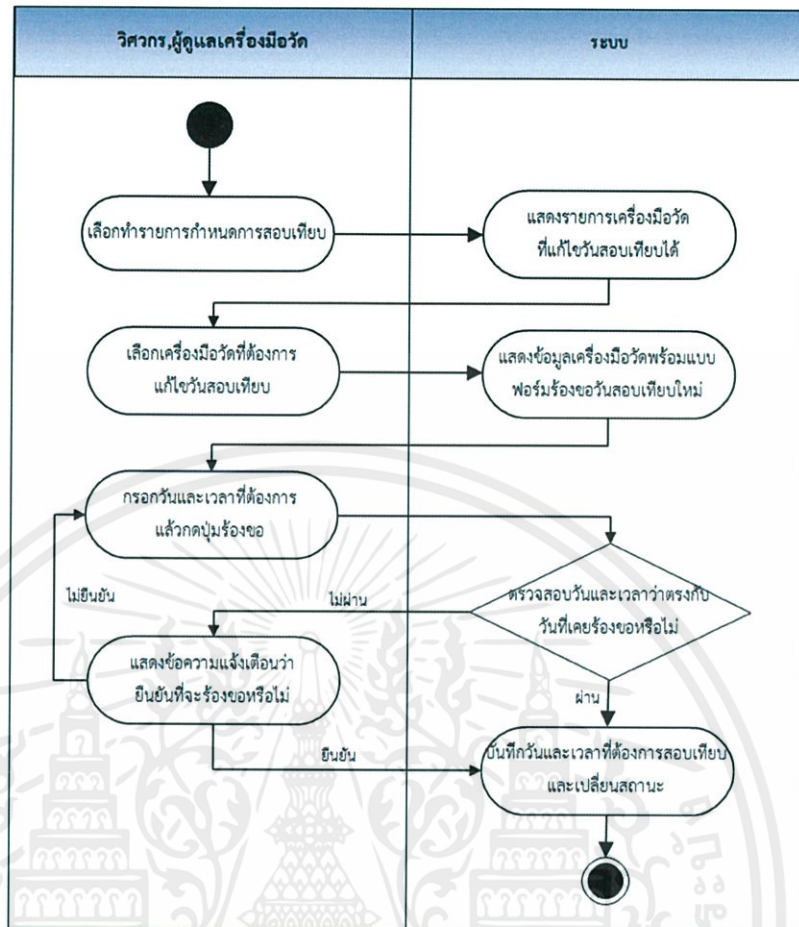 วิศวกร,ผู้ดูแลเครื่องมือวัด
ระบบ
เลือกทำรายการกำหนดการสอบเทียบ
แสดงรายการเครื่องมือวัด
ที่แก้ไขวันสอบเทียบได้
เลือกเครื่องมือวัดที่ต้องการ
แก้ไขวันสอบเทียบ
แสดงข้อมูลเครื่องมือวัดพร้อมแบบ
ฟอร์มร้องขอวันสอบเทียบใหม่
กรอกวันและเวลาที่ต้องการ
แล้วกดปุ่มร้องขอ
ไม่ยืนยัน
ไม่ผ่าน
ตรวจสอบวันและเวลาว่าตรงกับ
วันที่เคยร้องขอหรือไม่
แสดงข้อความแจ้งเตือนว่า
ยืนยันที่จะร้องขอหรือไม่
ผ่าน
ยืนยัน
บันทึกวันและเวลาที่ต้องการสอบเทียบ
และเปลี่ยนสถานะ